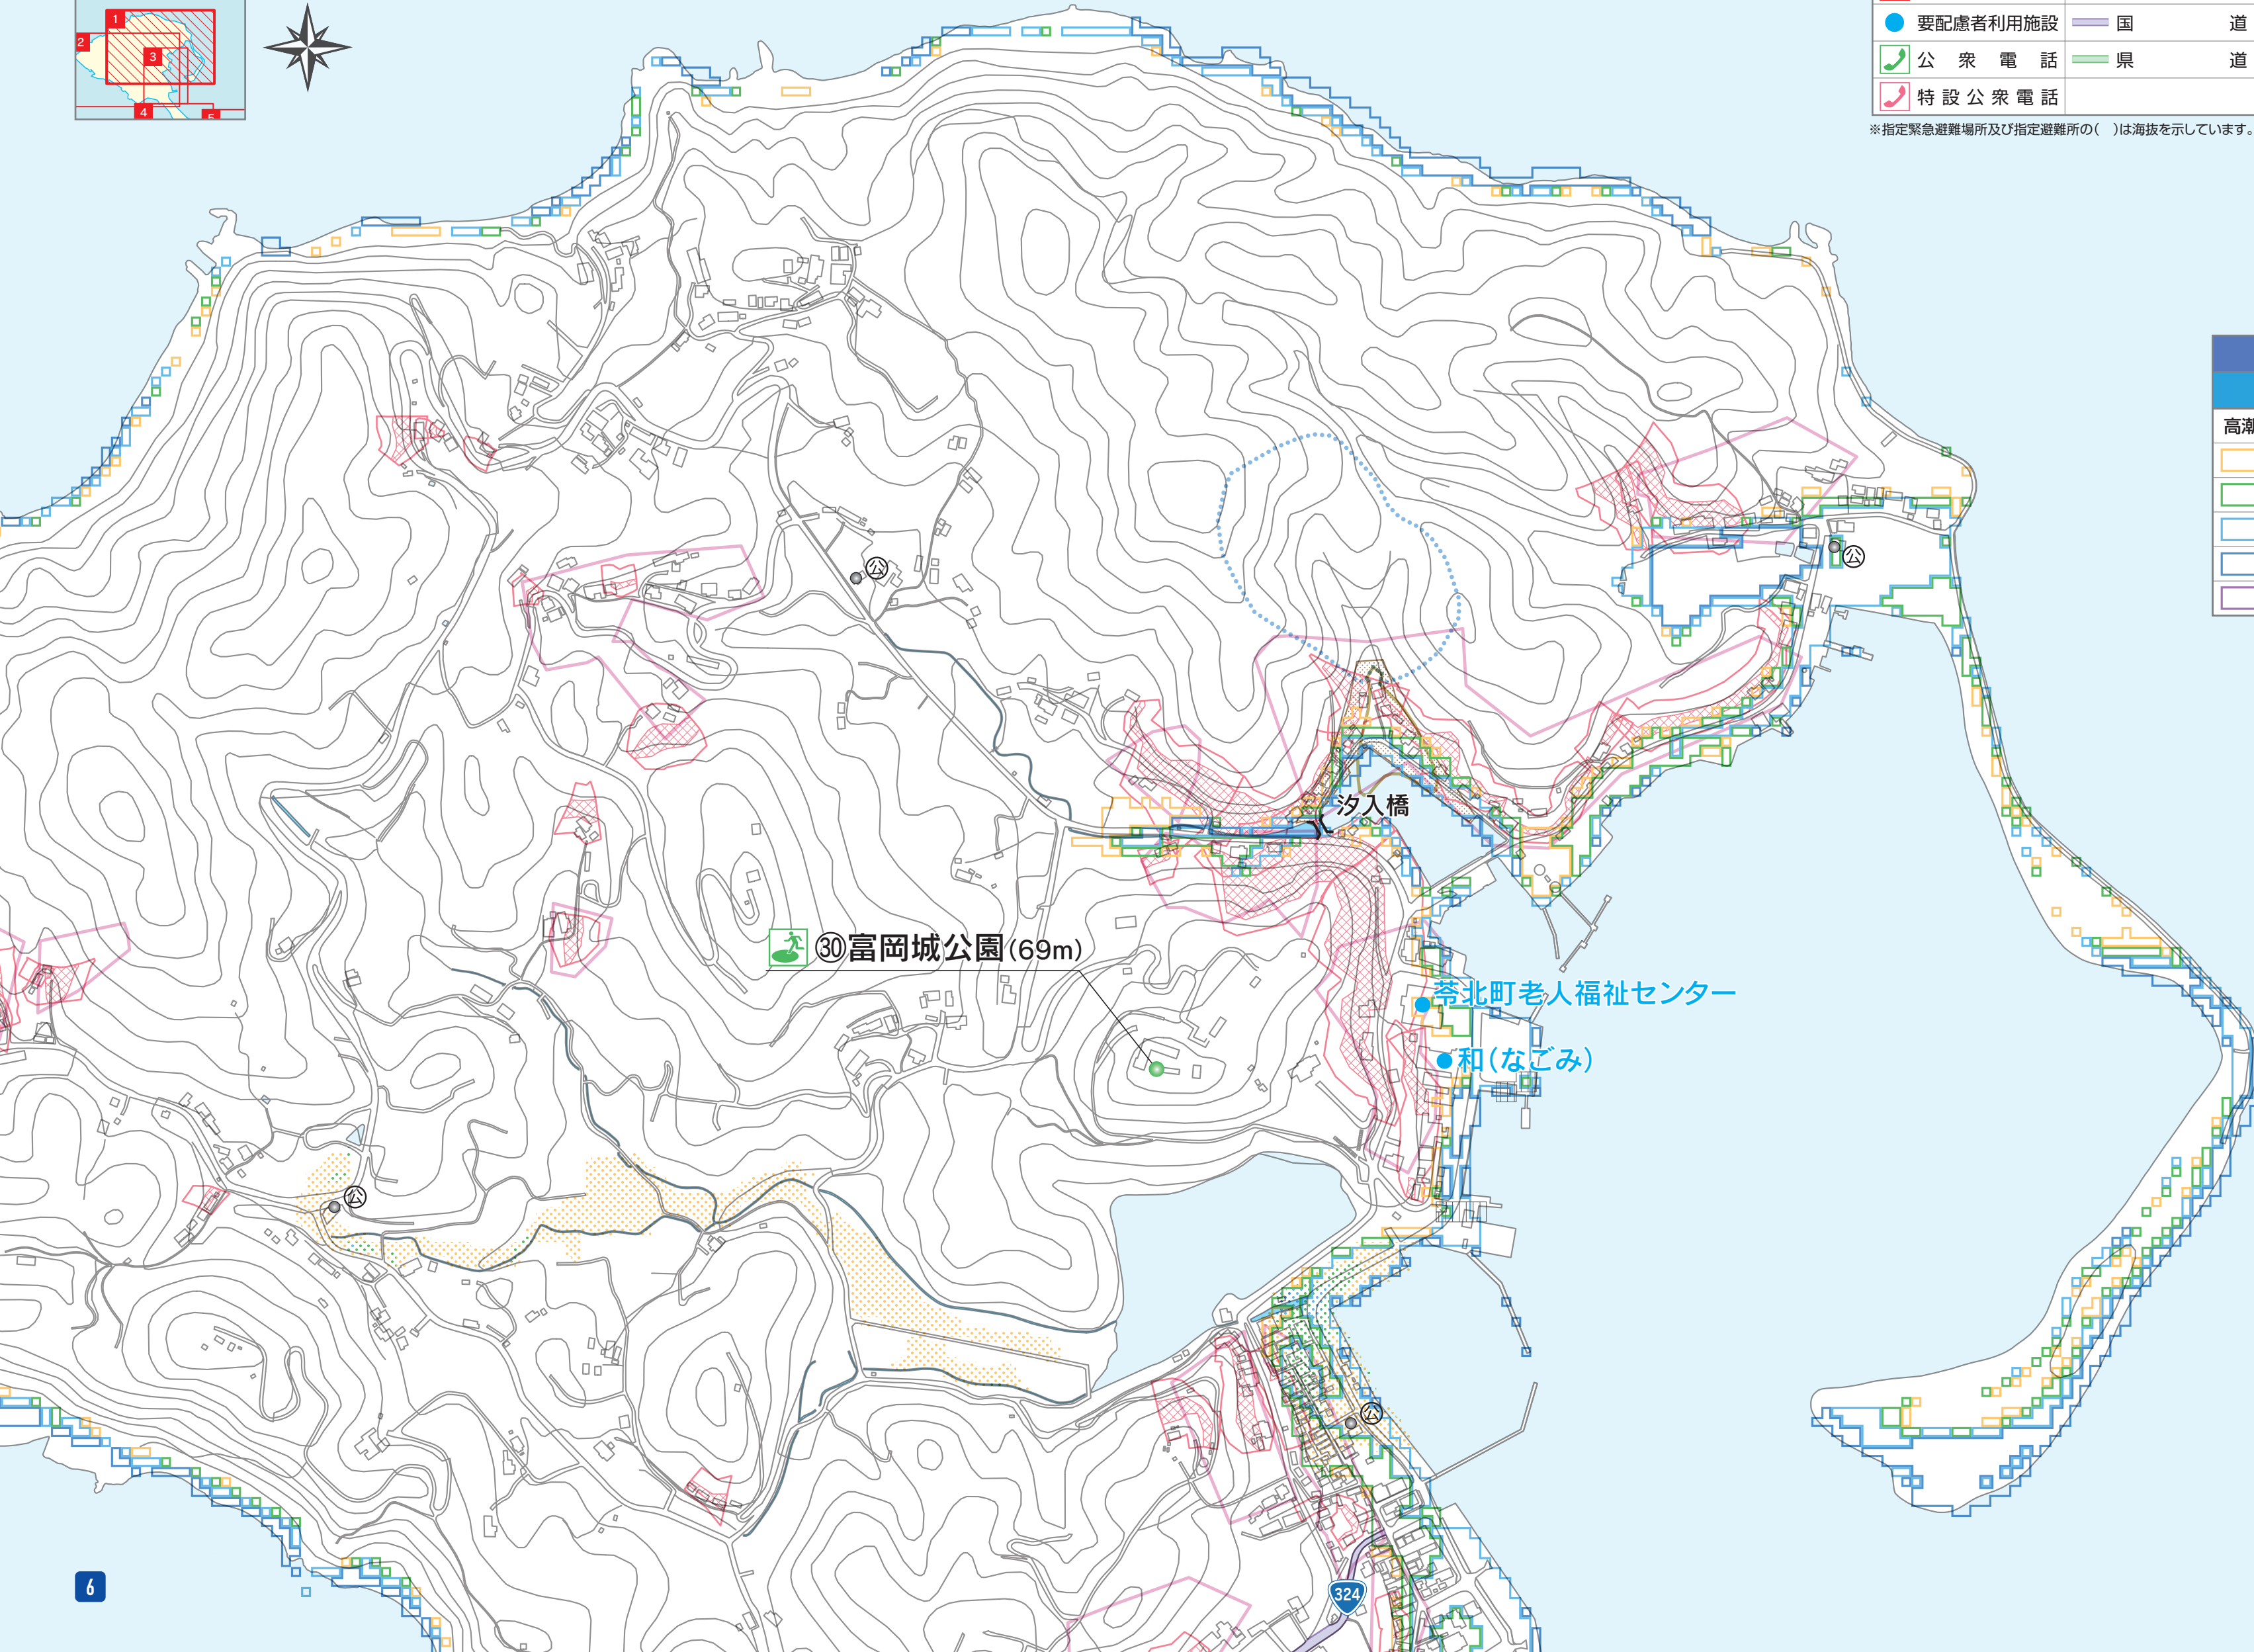 1
2
3
4
5
要配慮者利用施設
国道
公衆電話
県道
特設公衆電話
※指定緊急避難場所及び指定避難所の( )は海抜を示しています。
高潮
公
公
汐入橋
㉚富岡城公園(69m)
苓北町老人福祉センター
和(なごみ)
公
公
324
6